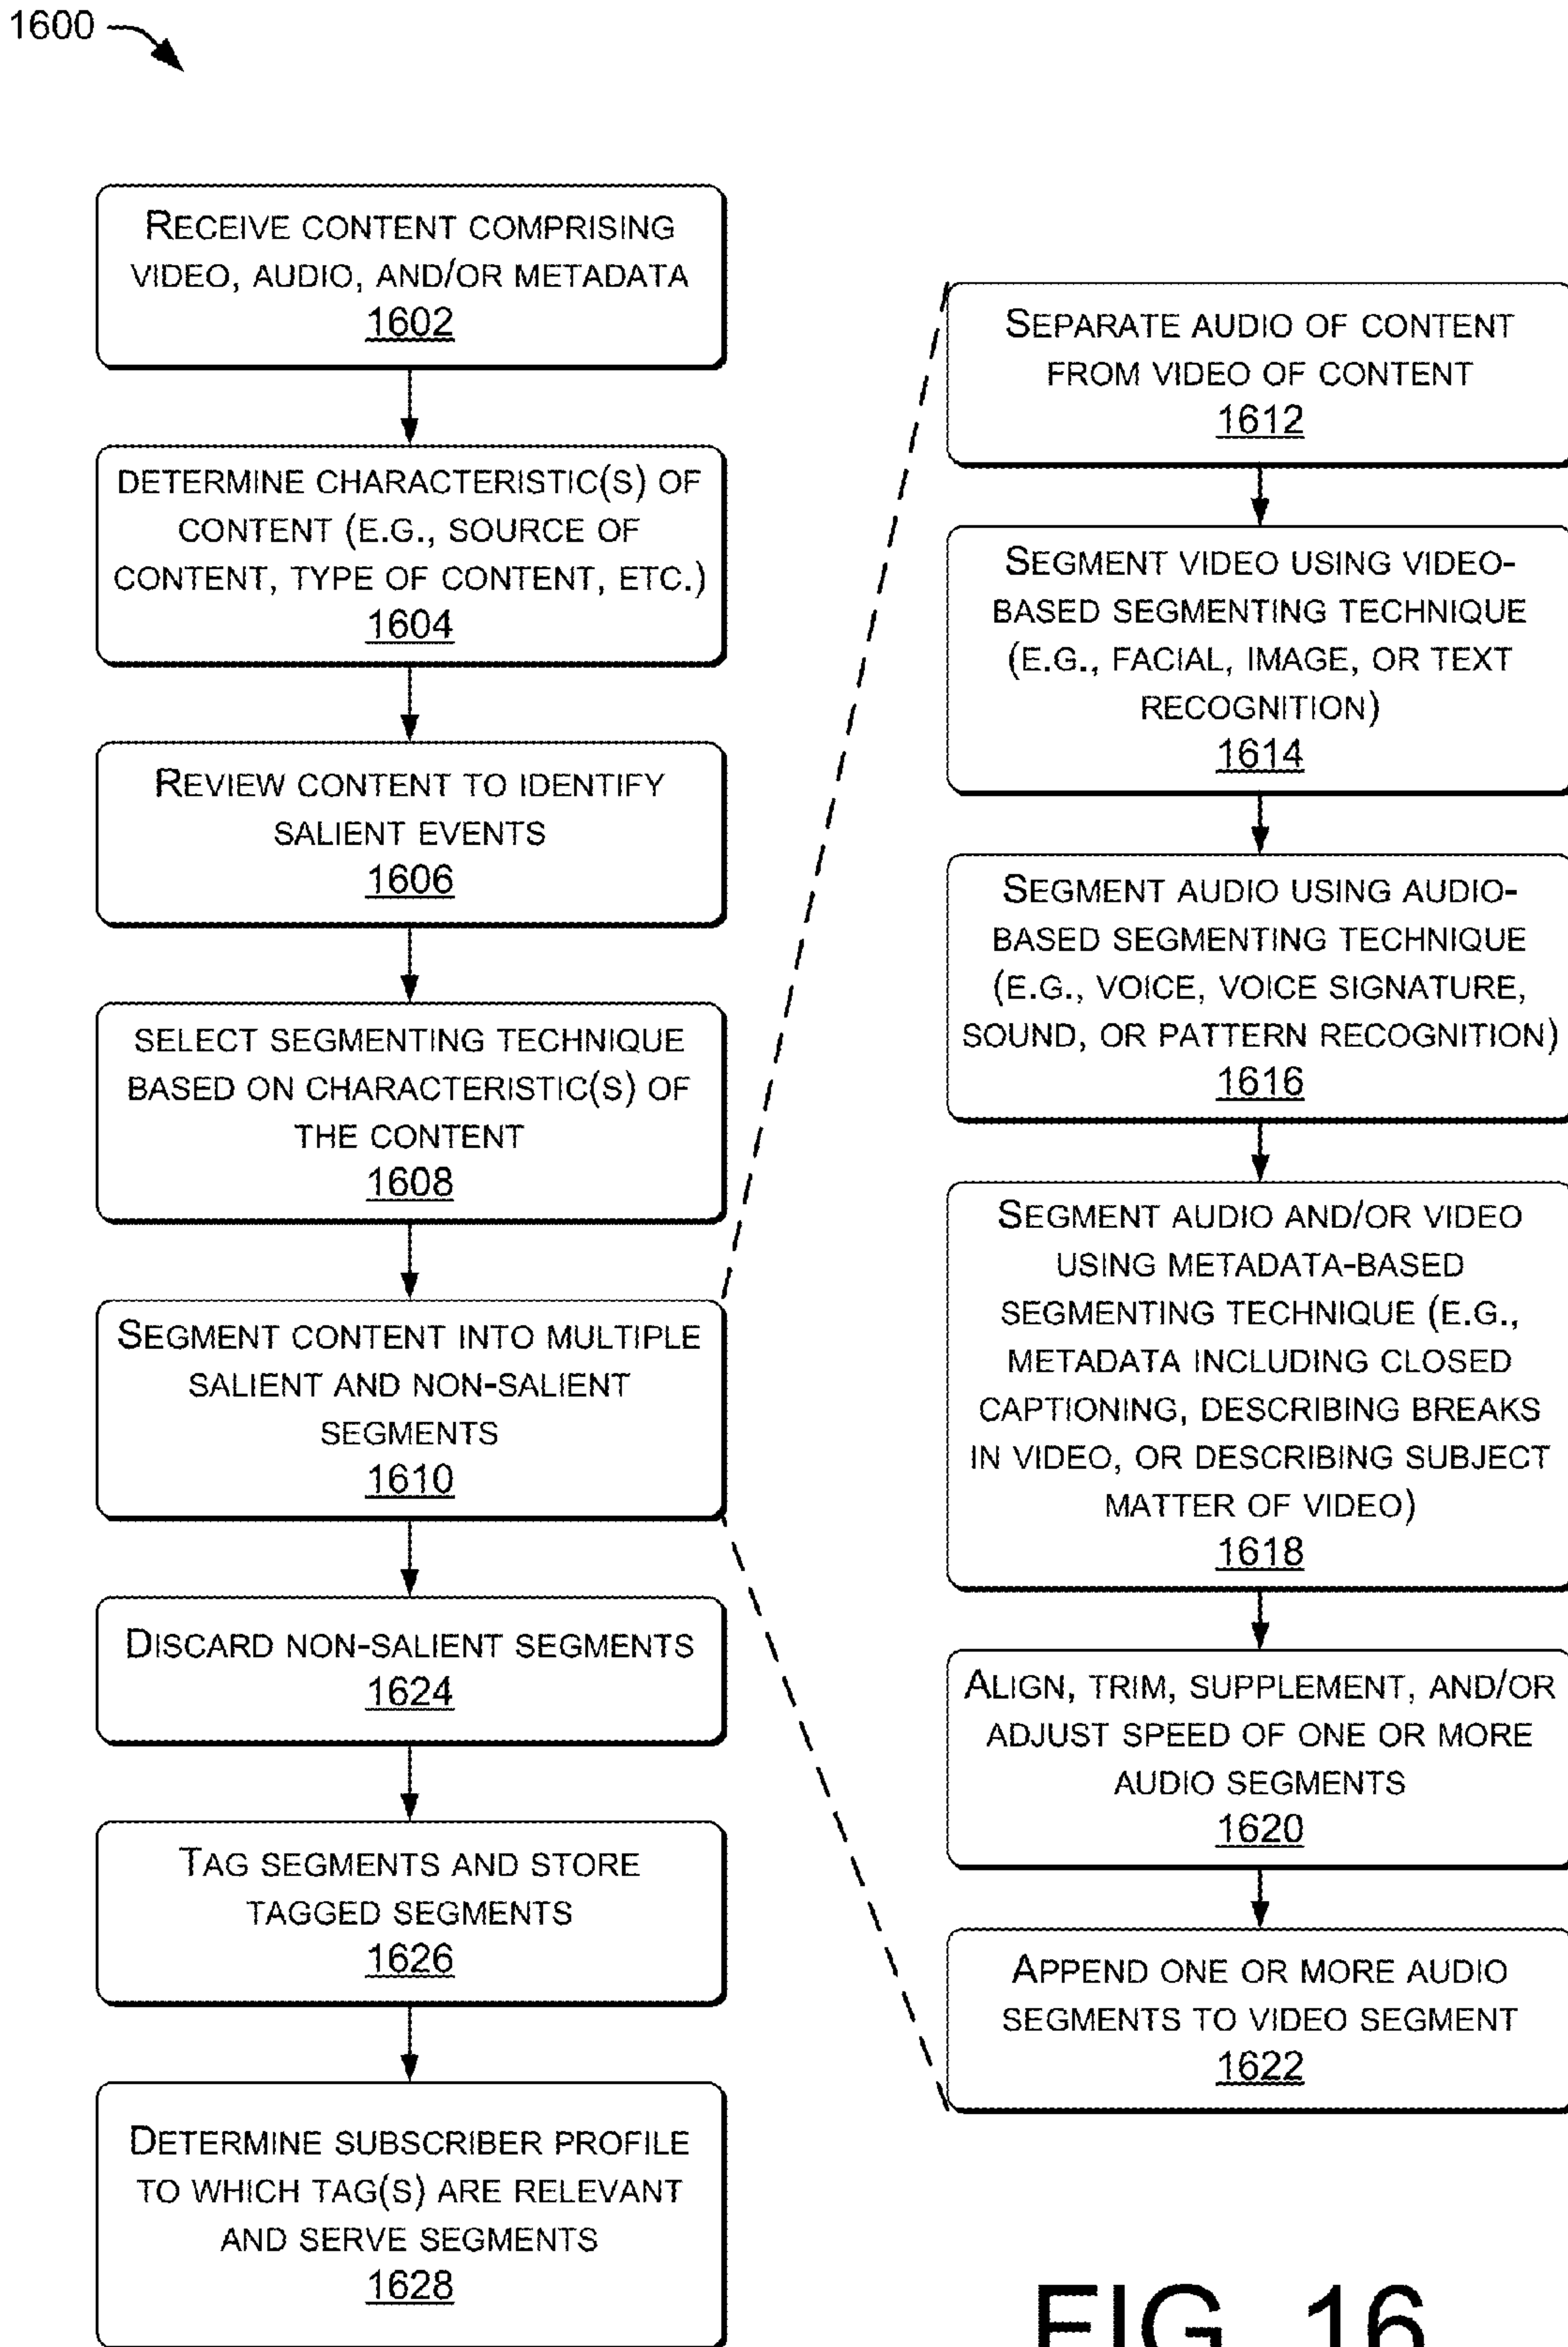 1600
RECEIVE CONTENT COMPRISING
VIDEO, AUDIO, AND/OR METADATA
1602
DETERMINE CHARACTERISTIC(S) OF
CONTENT (E.G., SOURCE OF
CONTENT, TYPE OF CONTENT, ETC.)
1604
REVIEW CONTENT TO IDENTIFY
SALIENT EVENTS
1606
SELECT SEGMENTING TECHNIQUE
BASED ON CHARACTERISTIC(S) OF
THE CONTENT
1608
SEGMENT CONTENT INTO MULTIPLE
SALIENT AND NON-SALIENT
SEGMENTS
1610
DISCARD NON-SALIENT SEGMENTS
1624
TAG SEGMENTS AND STORE
TAGGED SEGMENTS
1626
DETERMINE SUBSCRIBER PROFILE
TO WHICH TAG(S) ARE RELEVANT
AND SERVE SEGMENTS
1628
SEPARATE AUDIO OF CONTENT
FROM VIDEO OF CONTENT
1612
SEGMENT VIDEO USING VIDEO-
BASED SEGMENTING TECHNIQUE
(E.G., FACIAL, IMAGE, OR TEXT
RECOGNITION)
1614
SEGMENT AUDIO USING AUDIO-
BASED SEGMENTING TECHNIQUE
(E.G., VOICE, VOICE SIGNATURE,
SOUND, OR PATTERN RECOGNITION)
1616
SEGMENT AUDIO AND/OR VIDEO
USING METADATA-BASED
SEGMENTING TECHNIQUE (E.G.,
METADATA INCLUDING CLOSED
CAPTIONING, DESCRIBING BREAKS
IN VIDEO, OR DESCRIBING SUBJECT
MATTER OF VIDEO)
1618
ALIGN, TRIM, SUPPLEMENT, AND/OR
ADJUST SPEED OF ONE OR MORE
AUDIO SEGMENTS
1620
APPEND ONE OR MORE AUDIO
SEGMENTS TO VIDEO SEGMENT
1622
FIG. 16